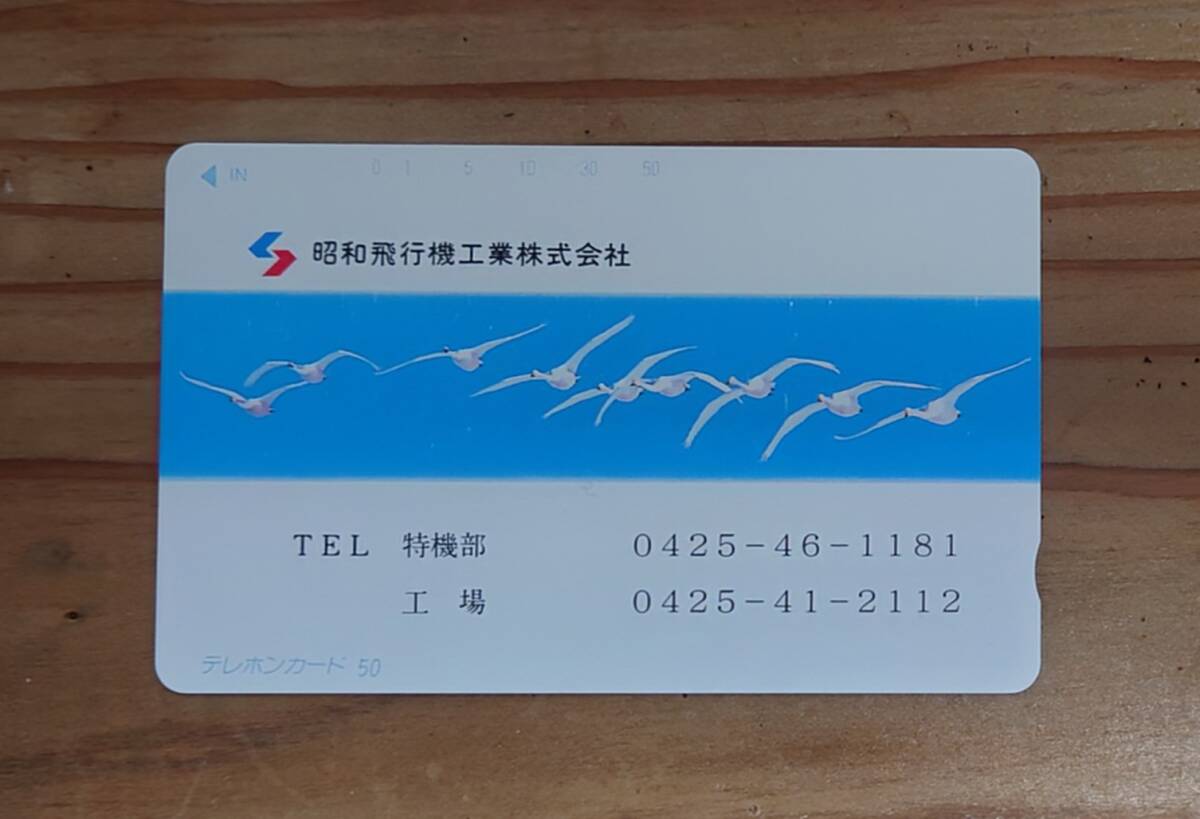 IN 0 1 5 10 30 50
昭和飛行機工業株式会社
TEL 特機部 0425-46-1181
工場 0425-41-2112
テレホンカード 50